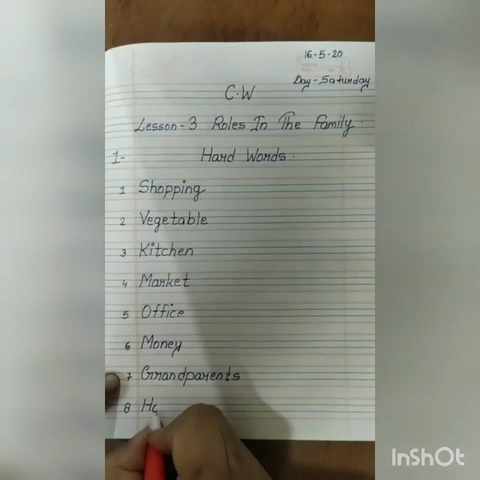 16-5-20
Day-Saturday
C.W
Lesson-3 Roles In The Family.
1- Hard Words.
1 Shopping
2 Vegetable
3 Kitchen
4 Market
5 Office
6 Money
7 Grandparents
8
InShOt